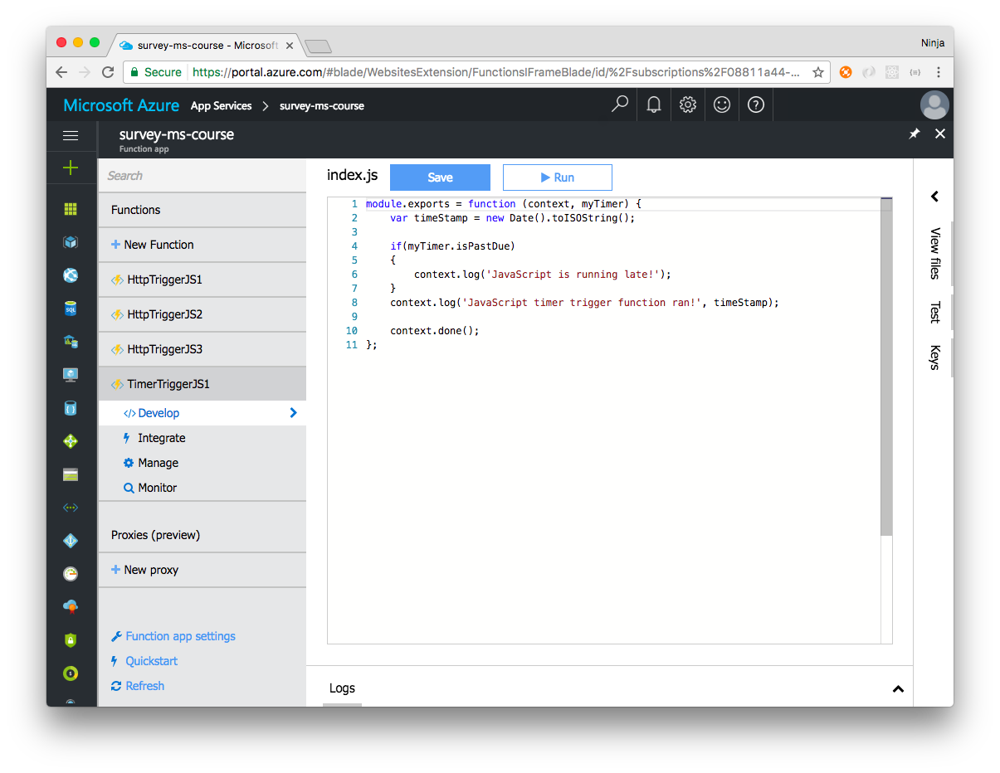 survey-ms-course - Microsoft
Ninja
Secure https://portal.azure.com/#blade/WebsitesExtension/FunctionsIFrameBlade/id/%2Fsubscriptions%2F08811a44-...
Microsoft Azure App Services > survey-ms-course
survey-ms-course
Function app
Search
Functions
New Function
HttpTriggerJS1
HttpTriggerJS2
HttpTriggerJS3
TimerTriggerJS1
</> Develop
Integrate
Manage
Monitor
Proxies (preview)
New proxy
Function app settings
Quickstart
Refresh
index.js Save Run
1 module.exports = function (context, myTimer) {
2 var timeStamp = new Date().toISOString();
3
4 if(myTimer.isPastDue)
5 {
6 context.log('JavaScript is running late!');
7 }
8 context.log('JavaScript timer trigger function ran!', timeStamp);
9
10 context.done();
11 };
Logs
View files
Test
Keys